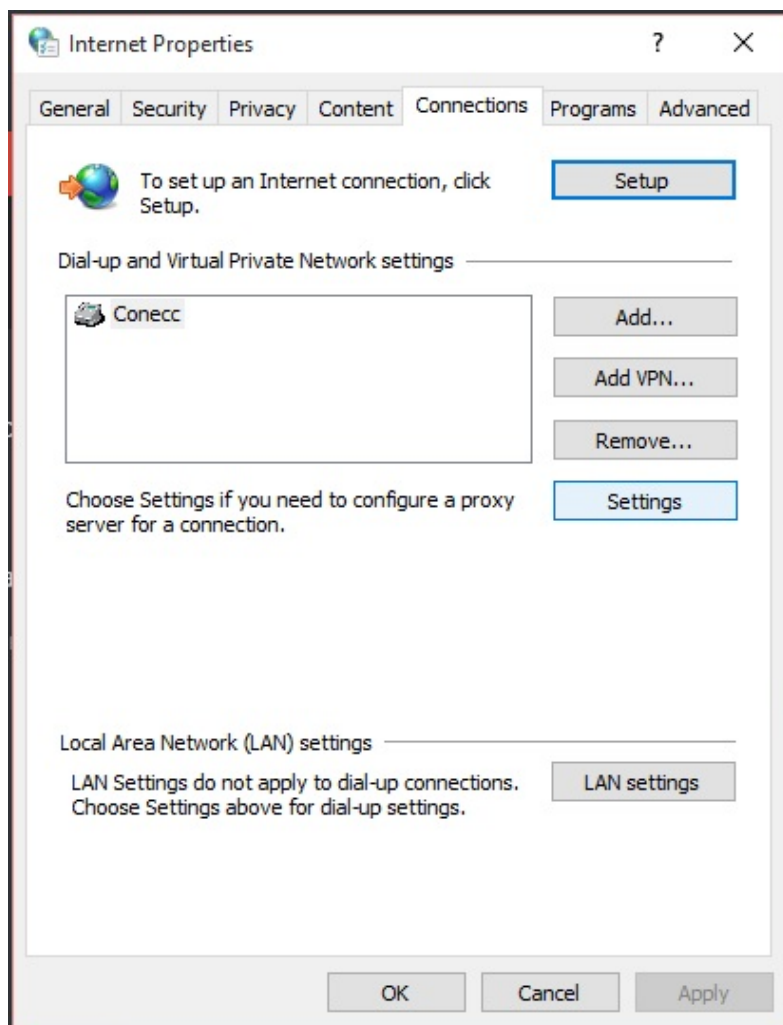 Internet Properties
?
General Security Privacy Content Connections Programs Advanced
To set up an Internet connection, click
Setup.
Setup
Dial-up and Virtual Private Network settings
Conecc
Add...
Add VPN...
Remove...
Choose Settings if you need to configure a proxy
server for a connection.
Settings
Local Area Network (LAN) settings
LAN Settings do not apply to dial-up connections.
Choose Settings above for dial-up settings.
LAN settings
OK Cancel Apply